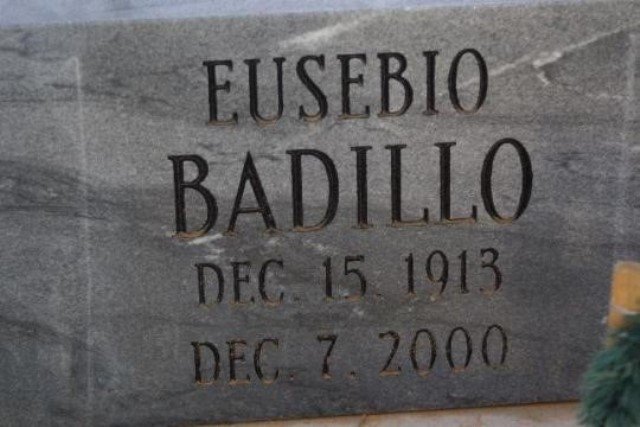 EUSEBIO
BADILLO
DEC. 15. 1913
DEC. 7. 2000